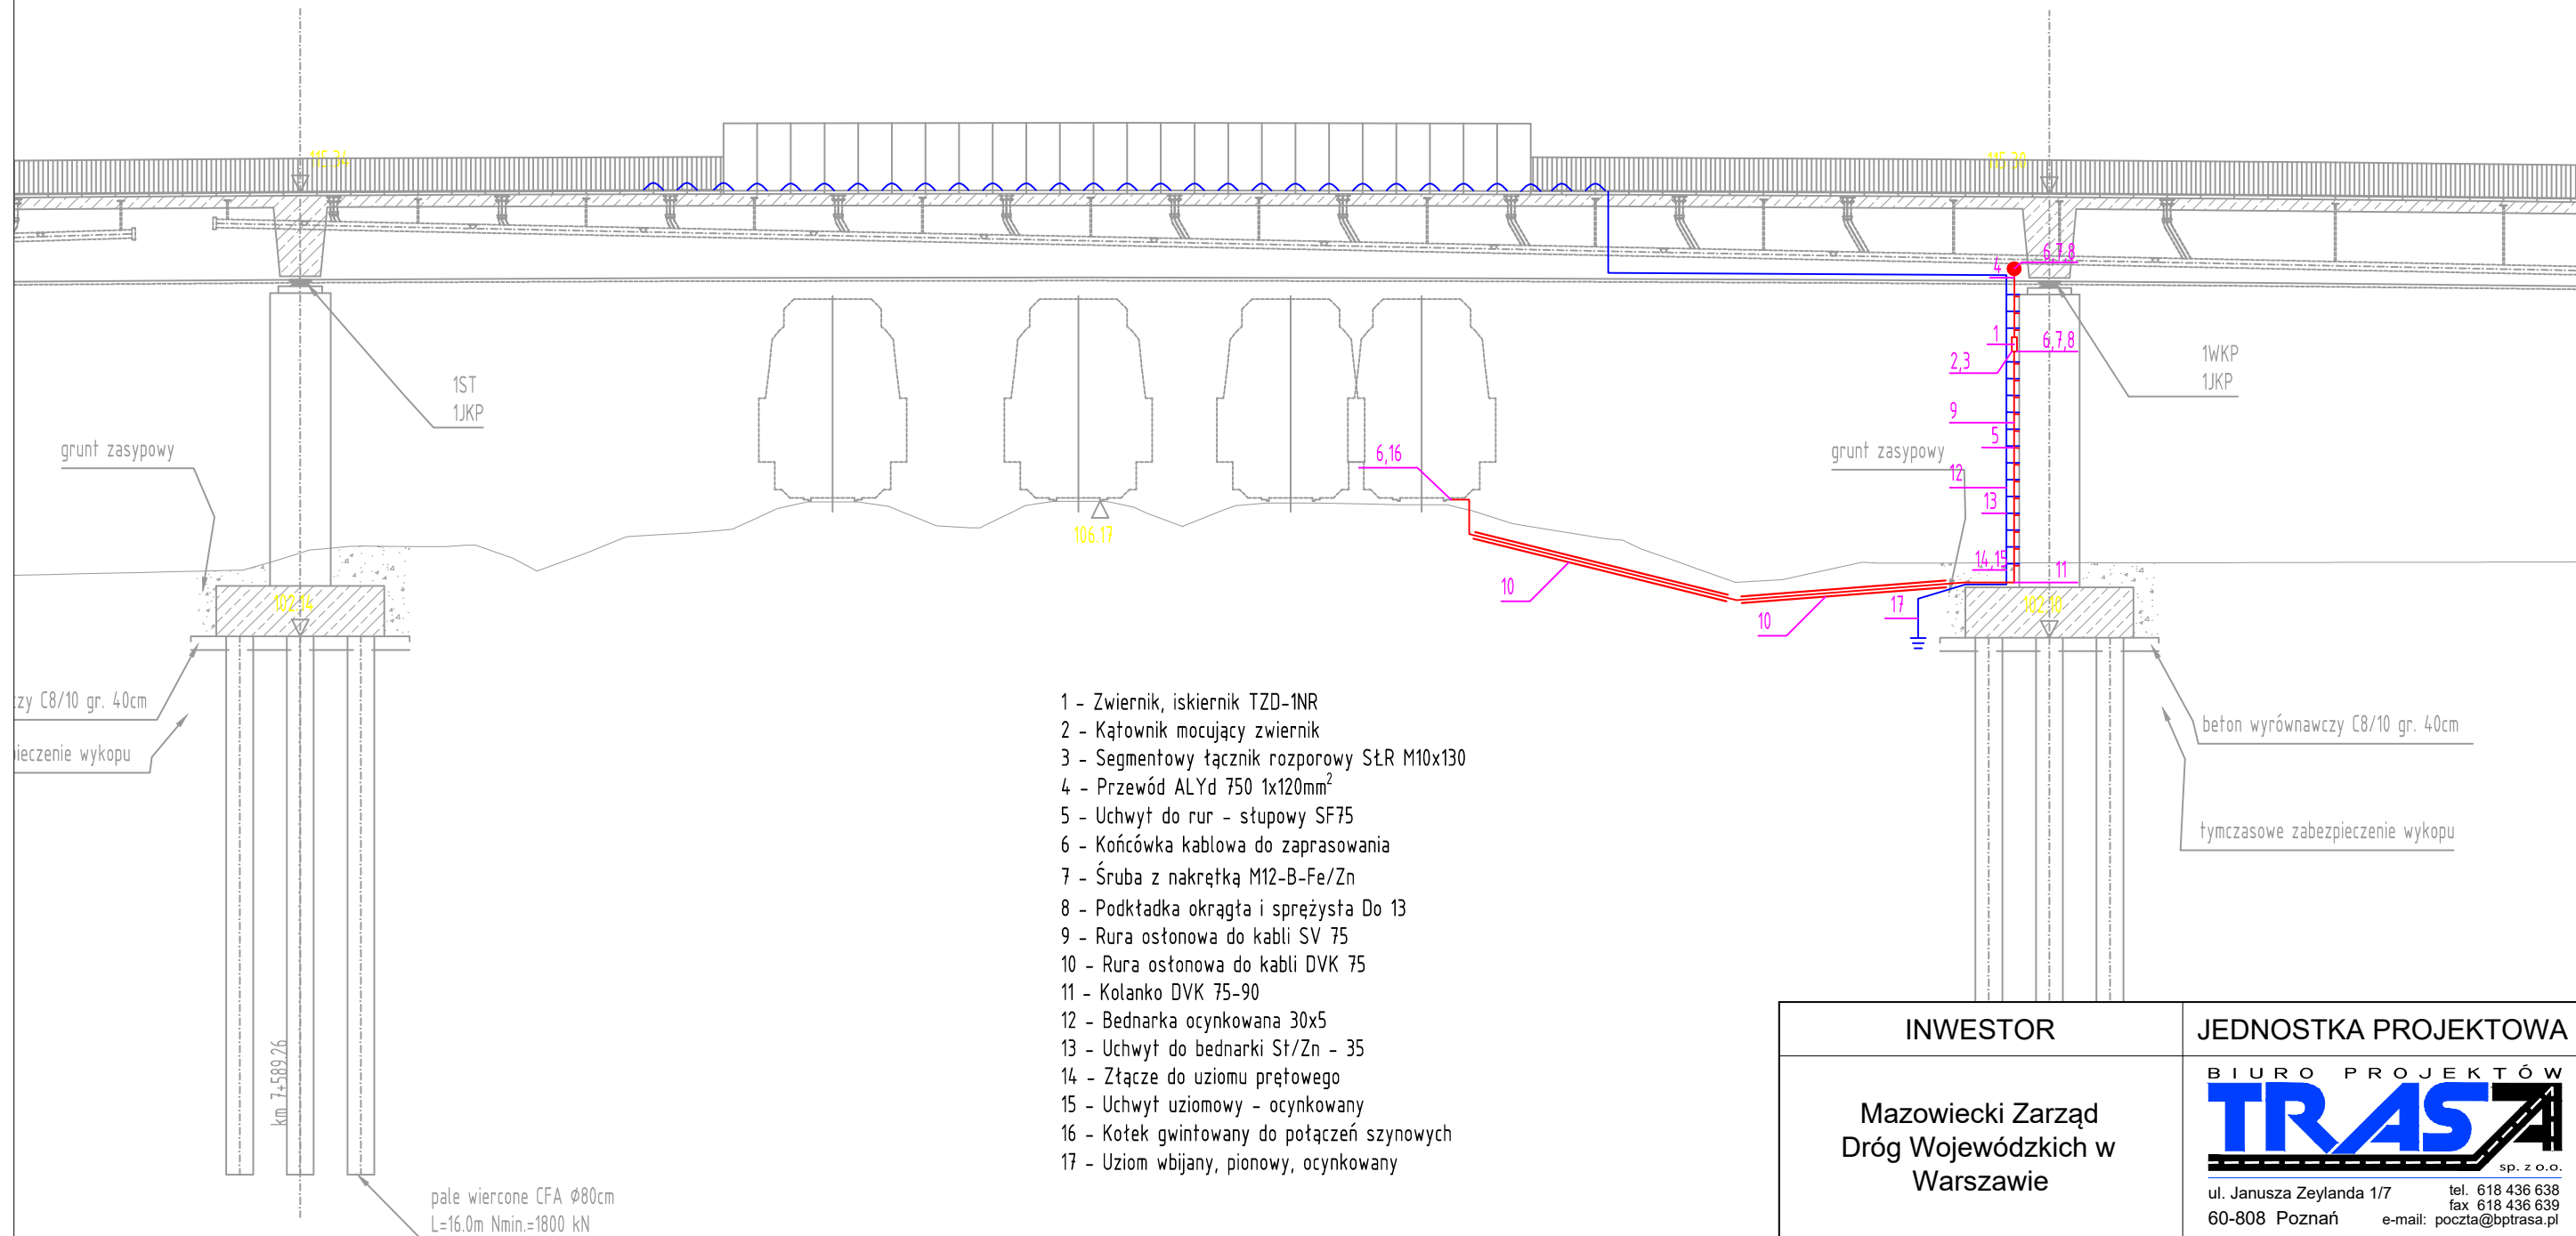 115.34
115.30
6,7,8
4
1
6,7,8
2,3
1ST
1JKP
1WKP
1JKP
9
5
grunt zasypowy
6,16
grunt zasypowy
12
13
106.17
14,15
11
10
10
17
102.14
102.10
zy C8/10 gr. 40cm
ieczenie wykopu
beton wyrównawczy C8/10 gr. 40cm
tymczasowe zabezpieczenie wykopu
1 - Zwiernik, iskiernik TZD-1NR
2 - Kątownik mocujący zwiernik
3 - Segmentowy łącznik rozporowy SŁR M10x130
4 - Przewód ALYd 750 1x120mm²
5 - Uchwyt do rur - słupowy SF75
6 - Końcówka kablowa do zaprasowania
7 - Śruba z nakrętką M12-B-Fe/Zn
8 - Podkładka okrągła i sprężysta Do 13
9 - Rura osłonowa do kabli SV 75
10 - Rura osłonowa do kabli DVK 75
11 - Kolanko DVK 75-90
12 - Bednarka ocynkowana 30x5
13 - Uchwyt do bednarki St/Zn - 35
14 - Złącze do uziomu prętowego
15 - Uchwyt uziomowy - ocynkowany
16 - Kołek gwintowany do połączeń szynowych
17 - Uziom wbijany, pionowy, ocynkowany
km 7+589.26
pale wiercone CFA Ø80cm
L=16.0m Nmin.=1800 kN
INWESTOR
Mazowiecki Zarząd
Dróg Wojewódzkich w
Warszawie
JEDNOSTKA PROJEKTOWA
BIURO PROJEKTÓW
TRASA
sp. z o.o.
ul. Janusza Zeylanda 1/7
60-808 Poznań
tel. 618 436 638
fax 618 436 639
e-mail: poczta@bptrasa.pl